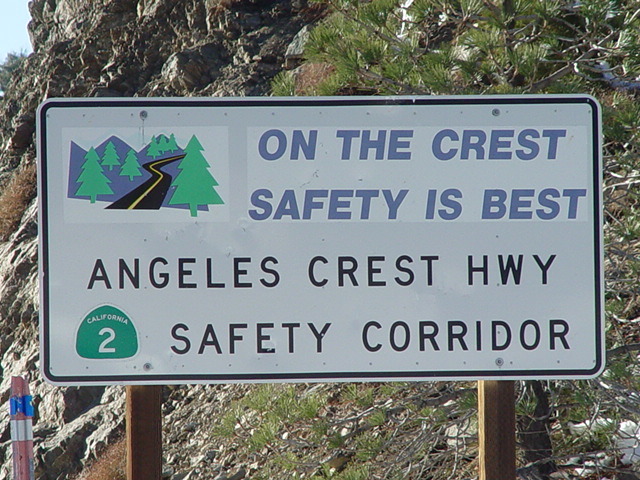 ON THE CREST
SAFETY IS BEST
ANGELES CREST HWY
CALIFORNIA
2
SAFETY CORRIDOR